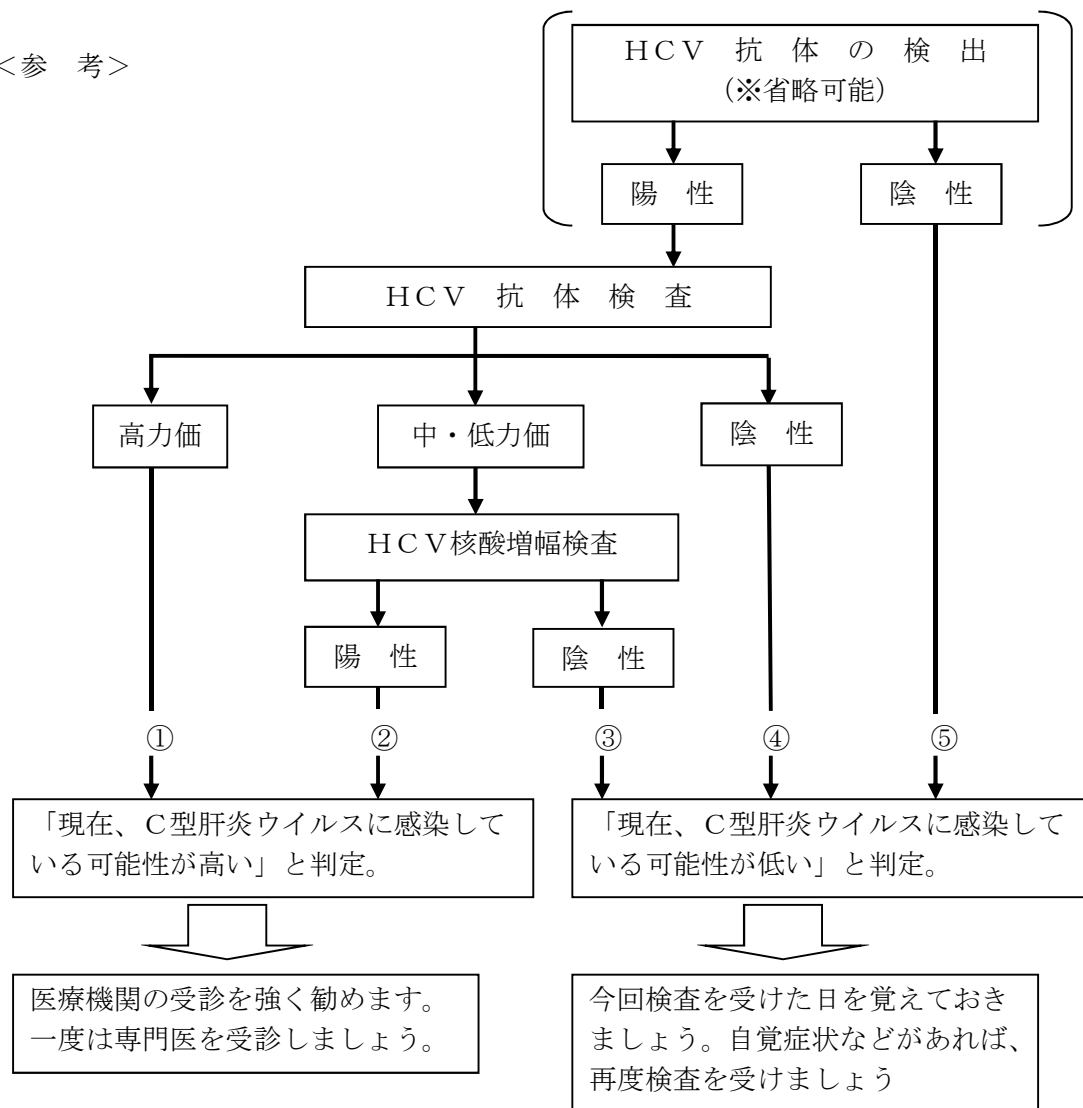 <参　考>
ＨＣＶ　抗　体　の　検　出
（※省略可能）
陽　性
陰　性
ＨＣＶ　抗　体　検　査
高力価
中・低力価
陰　性
ＨＣＶ核酸増幅検査
陽　性
陰　性
①
②
③
④
⑤
「現在、Ｃ型肝炎ウイルスに感染して
いる可能性が高い」と判定。
「現在、Ｃ型肝炎ウイルスに感染して
いる可能性が低い」と判定。
医療機関の受診を強く勧めます。
一度は専門医を受診しましょう。
今回検査を受けた日を覚えておき
ましょう。自覚症状などがあれば、
再度検査を受けましょう